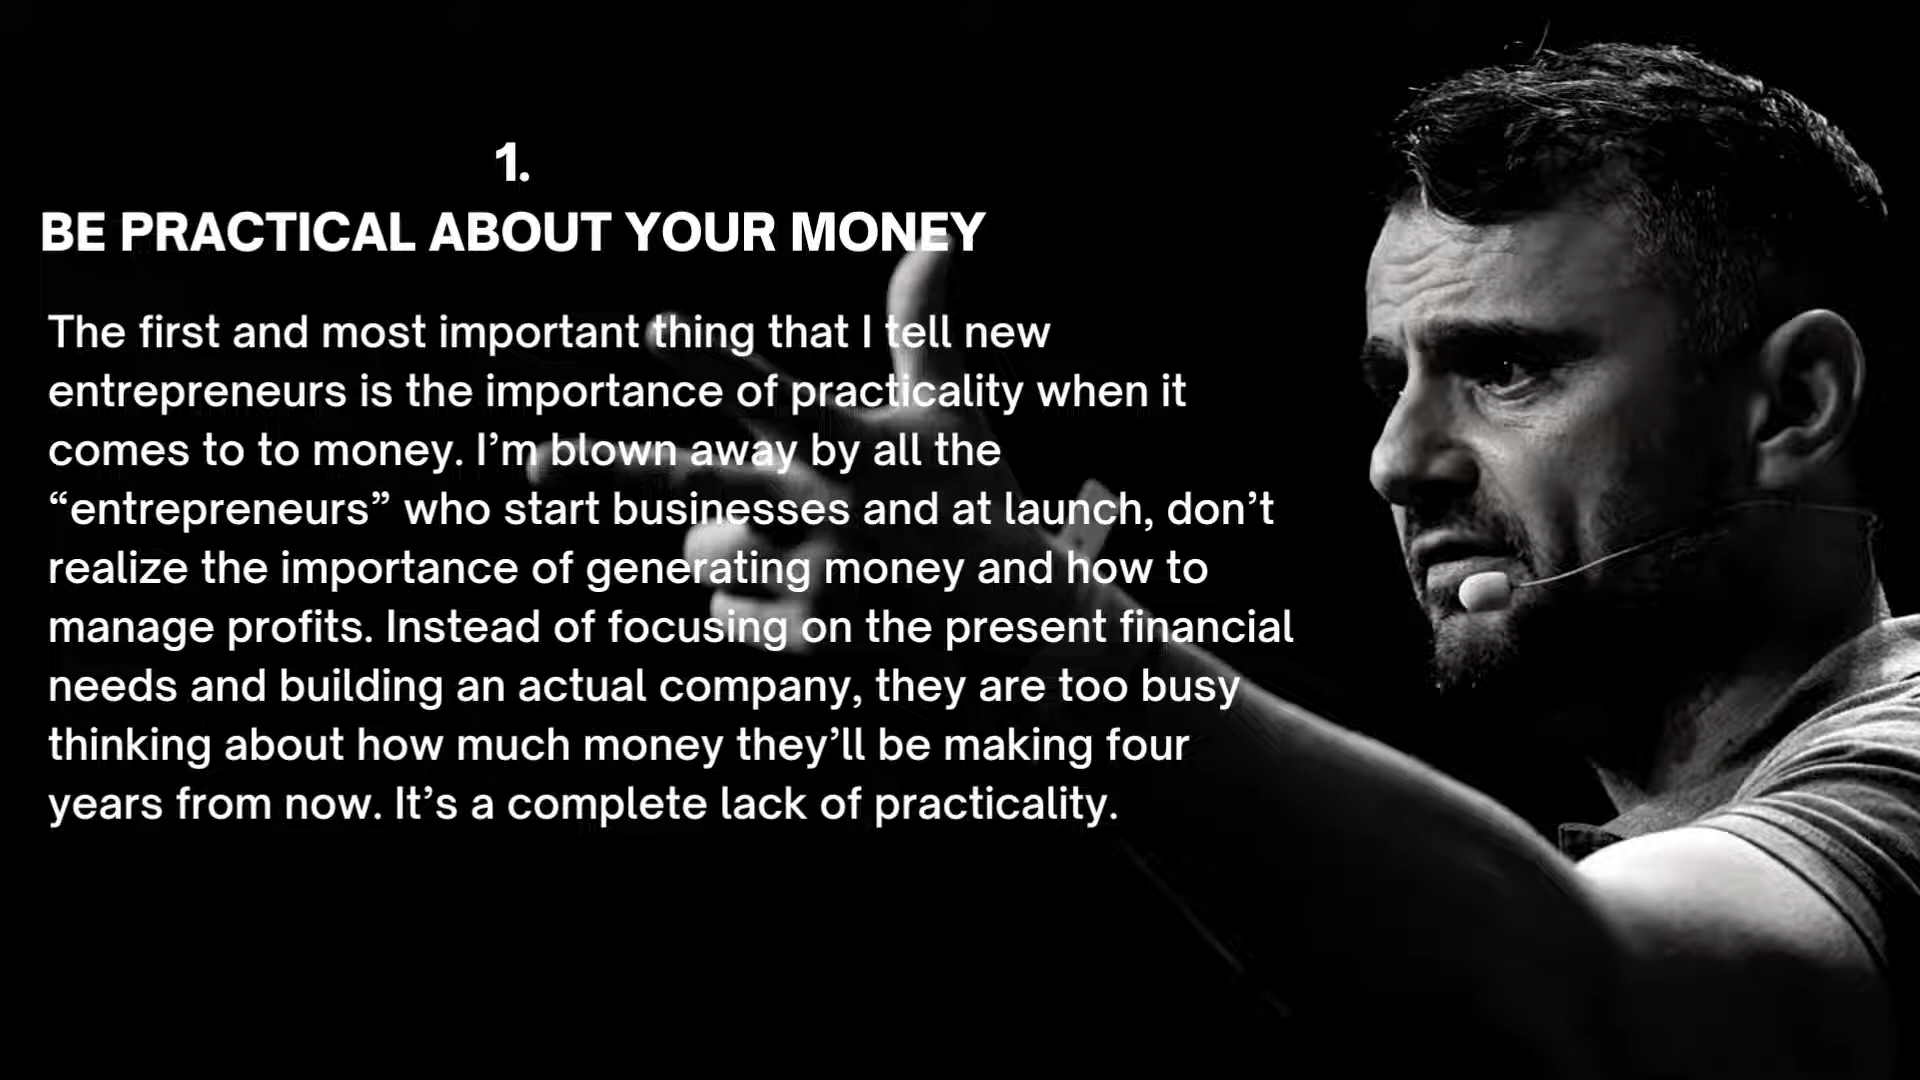 1.
BE PRACTICAL ABOUT YOUR MONEY
The first and most important thing that I tell new
entrepreneurs is the importance of practicality when it
comes to to money. I’m blown away by all the
“entrepreneurs” who start businesses and at launch, don’t
realize the importance of generating money and how to
manage profits. Instead of focusing on the present financial
needs and building an actual company, they are too busy
thinking about how much money they’ll be making four
years from now. It’s a complete lack of practicality.